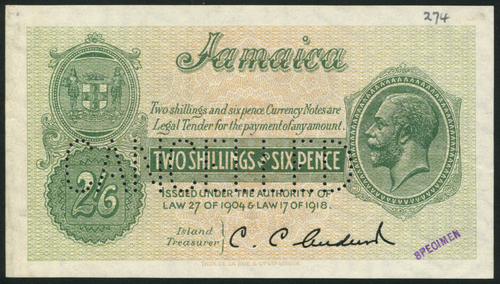 274
Jamaica
Two shillings and sixpence Currency Notes are
Legal Tender for the payment of any amount.
CANCELLED
TWO SHILLINGS & SIX PENCE
2/6
ISSUED UNDER THE AUTHORITY OF
LAW 27 OF 1904 & LAW 17 OF 1918.
Island
Treasurer
SPECIMEN